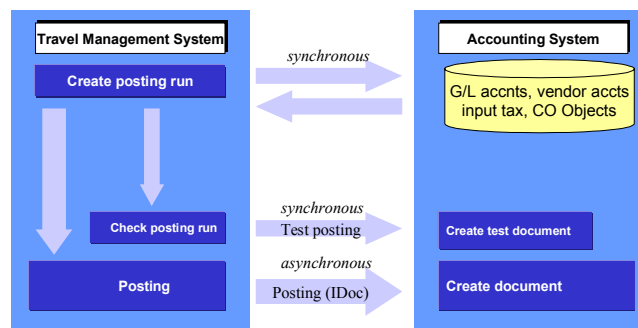 Travel Management System
Accounting System
synchronous
Create posting run
G/L accnts, vendor accts
input tax, CO Objects
synchronous
Check posting run
Test posting
Create test document
asynchronous
Posting
Posting (IDoc)
Create document